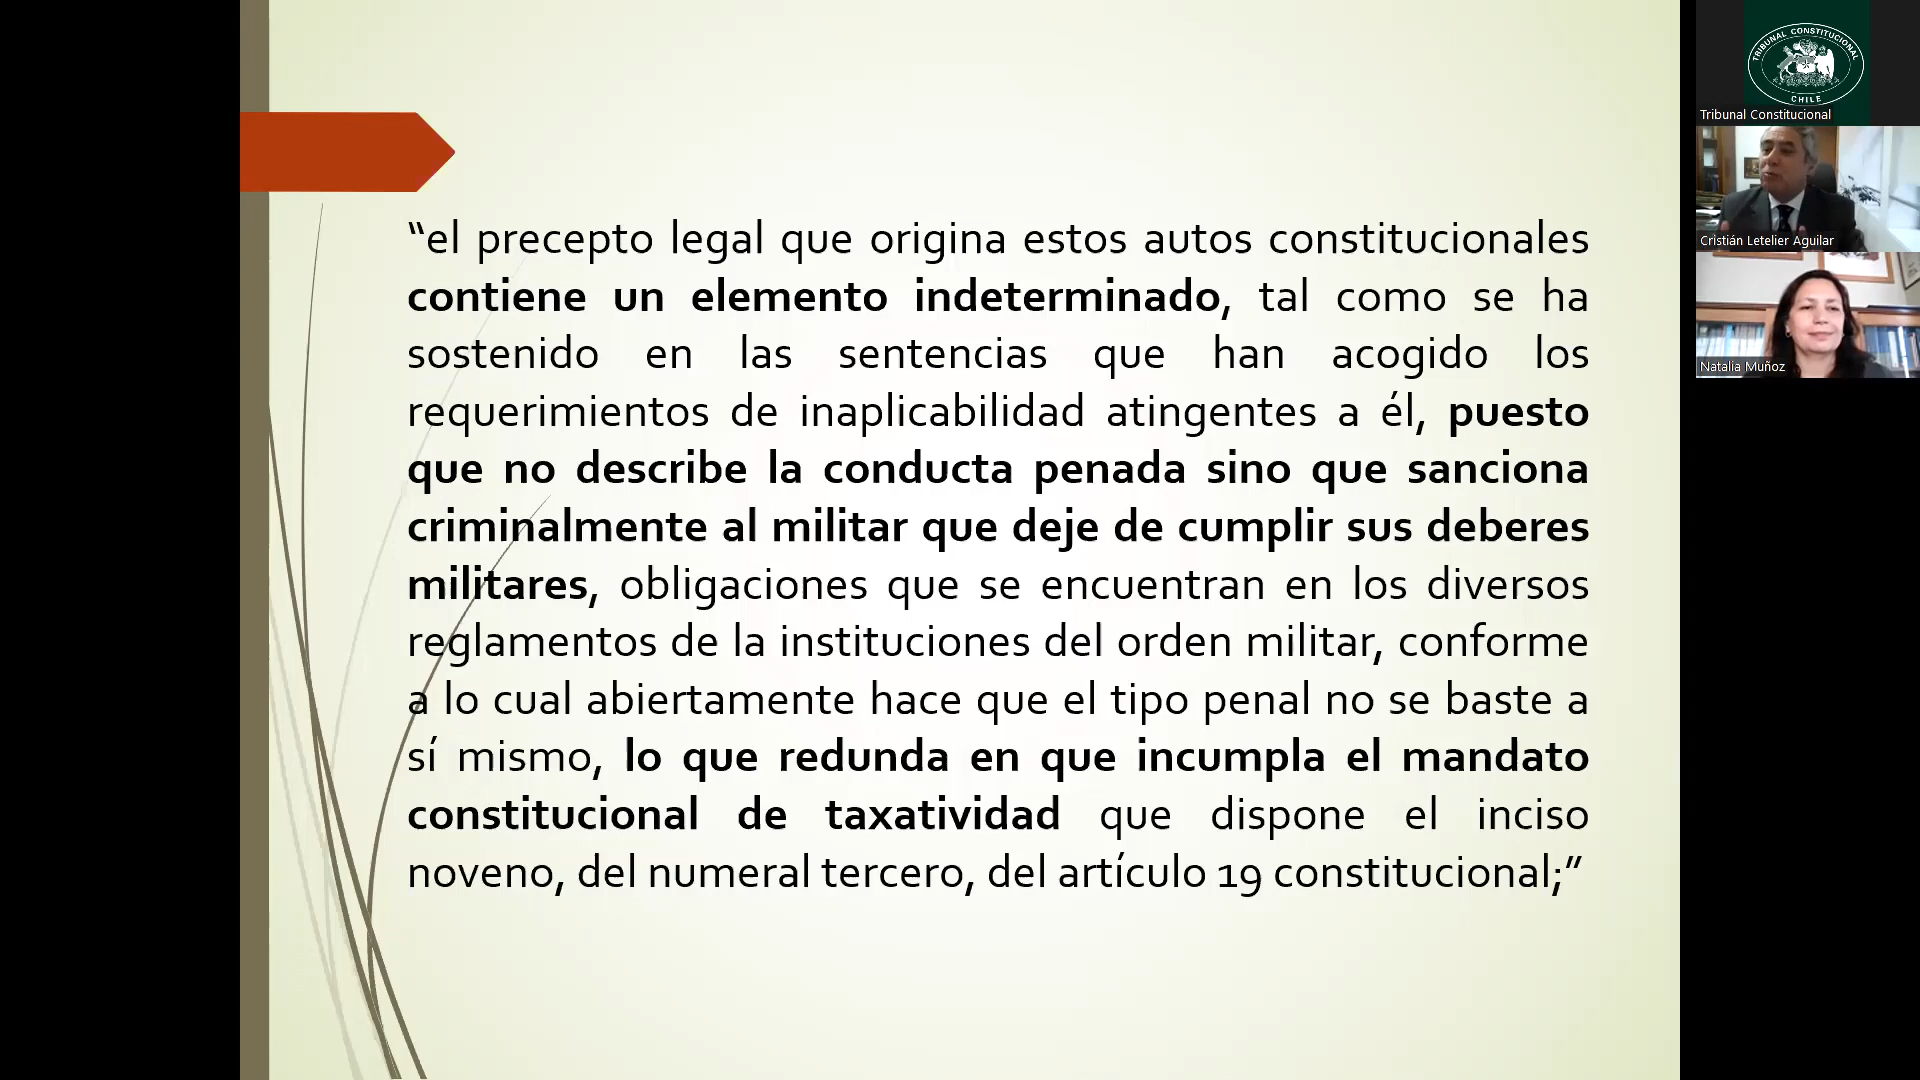 “el precepto legal que origina estos autos constitucionales
contiene un elemento indeterminado, tal como se ha
sostenido en las sentencias que han acogido los
requerimientos de inaplicabilidad atingentes a él, puesto
que no describe la conducta penada sino que sanciona
criminalmente al militar que deje de cumplir sus deberes
militares, obligaciones que se encuentran en los diversos
reglamentos de la instituciones del orden militar, conforme
a lo cual abiertamente hace que el tipo penal no se baste a
sí mismo, lo que redunda en que incumpla el mandato
constitucional de taxatividad que dispone el inciso
noveno, del numeral tercero, del artículo 19 constitucional;”
TRIBUNAL CONSTITUCIONAL
CHILE
Tribunal Constitucional
Cristián Letelier Aguilar
Natalia Muñoz